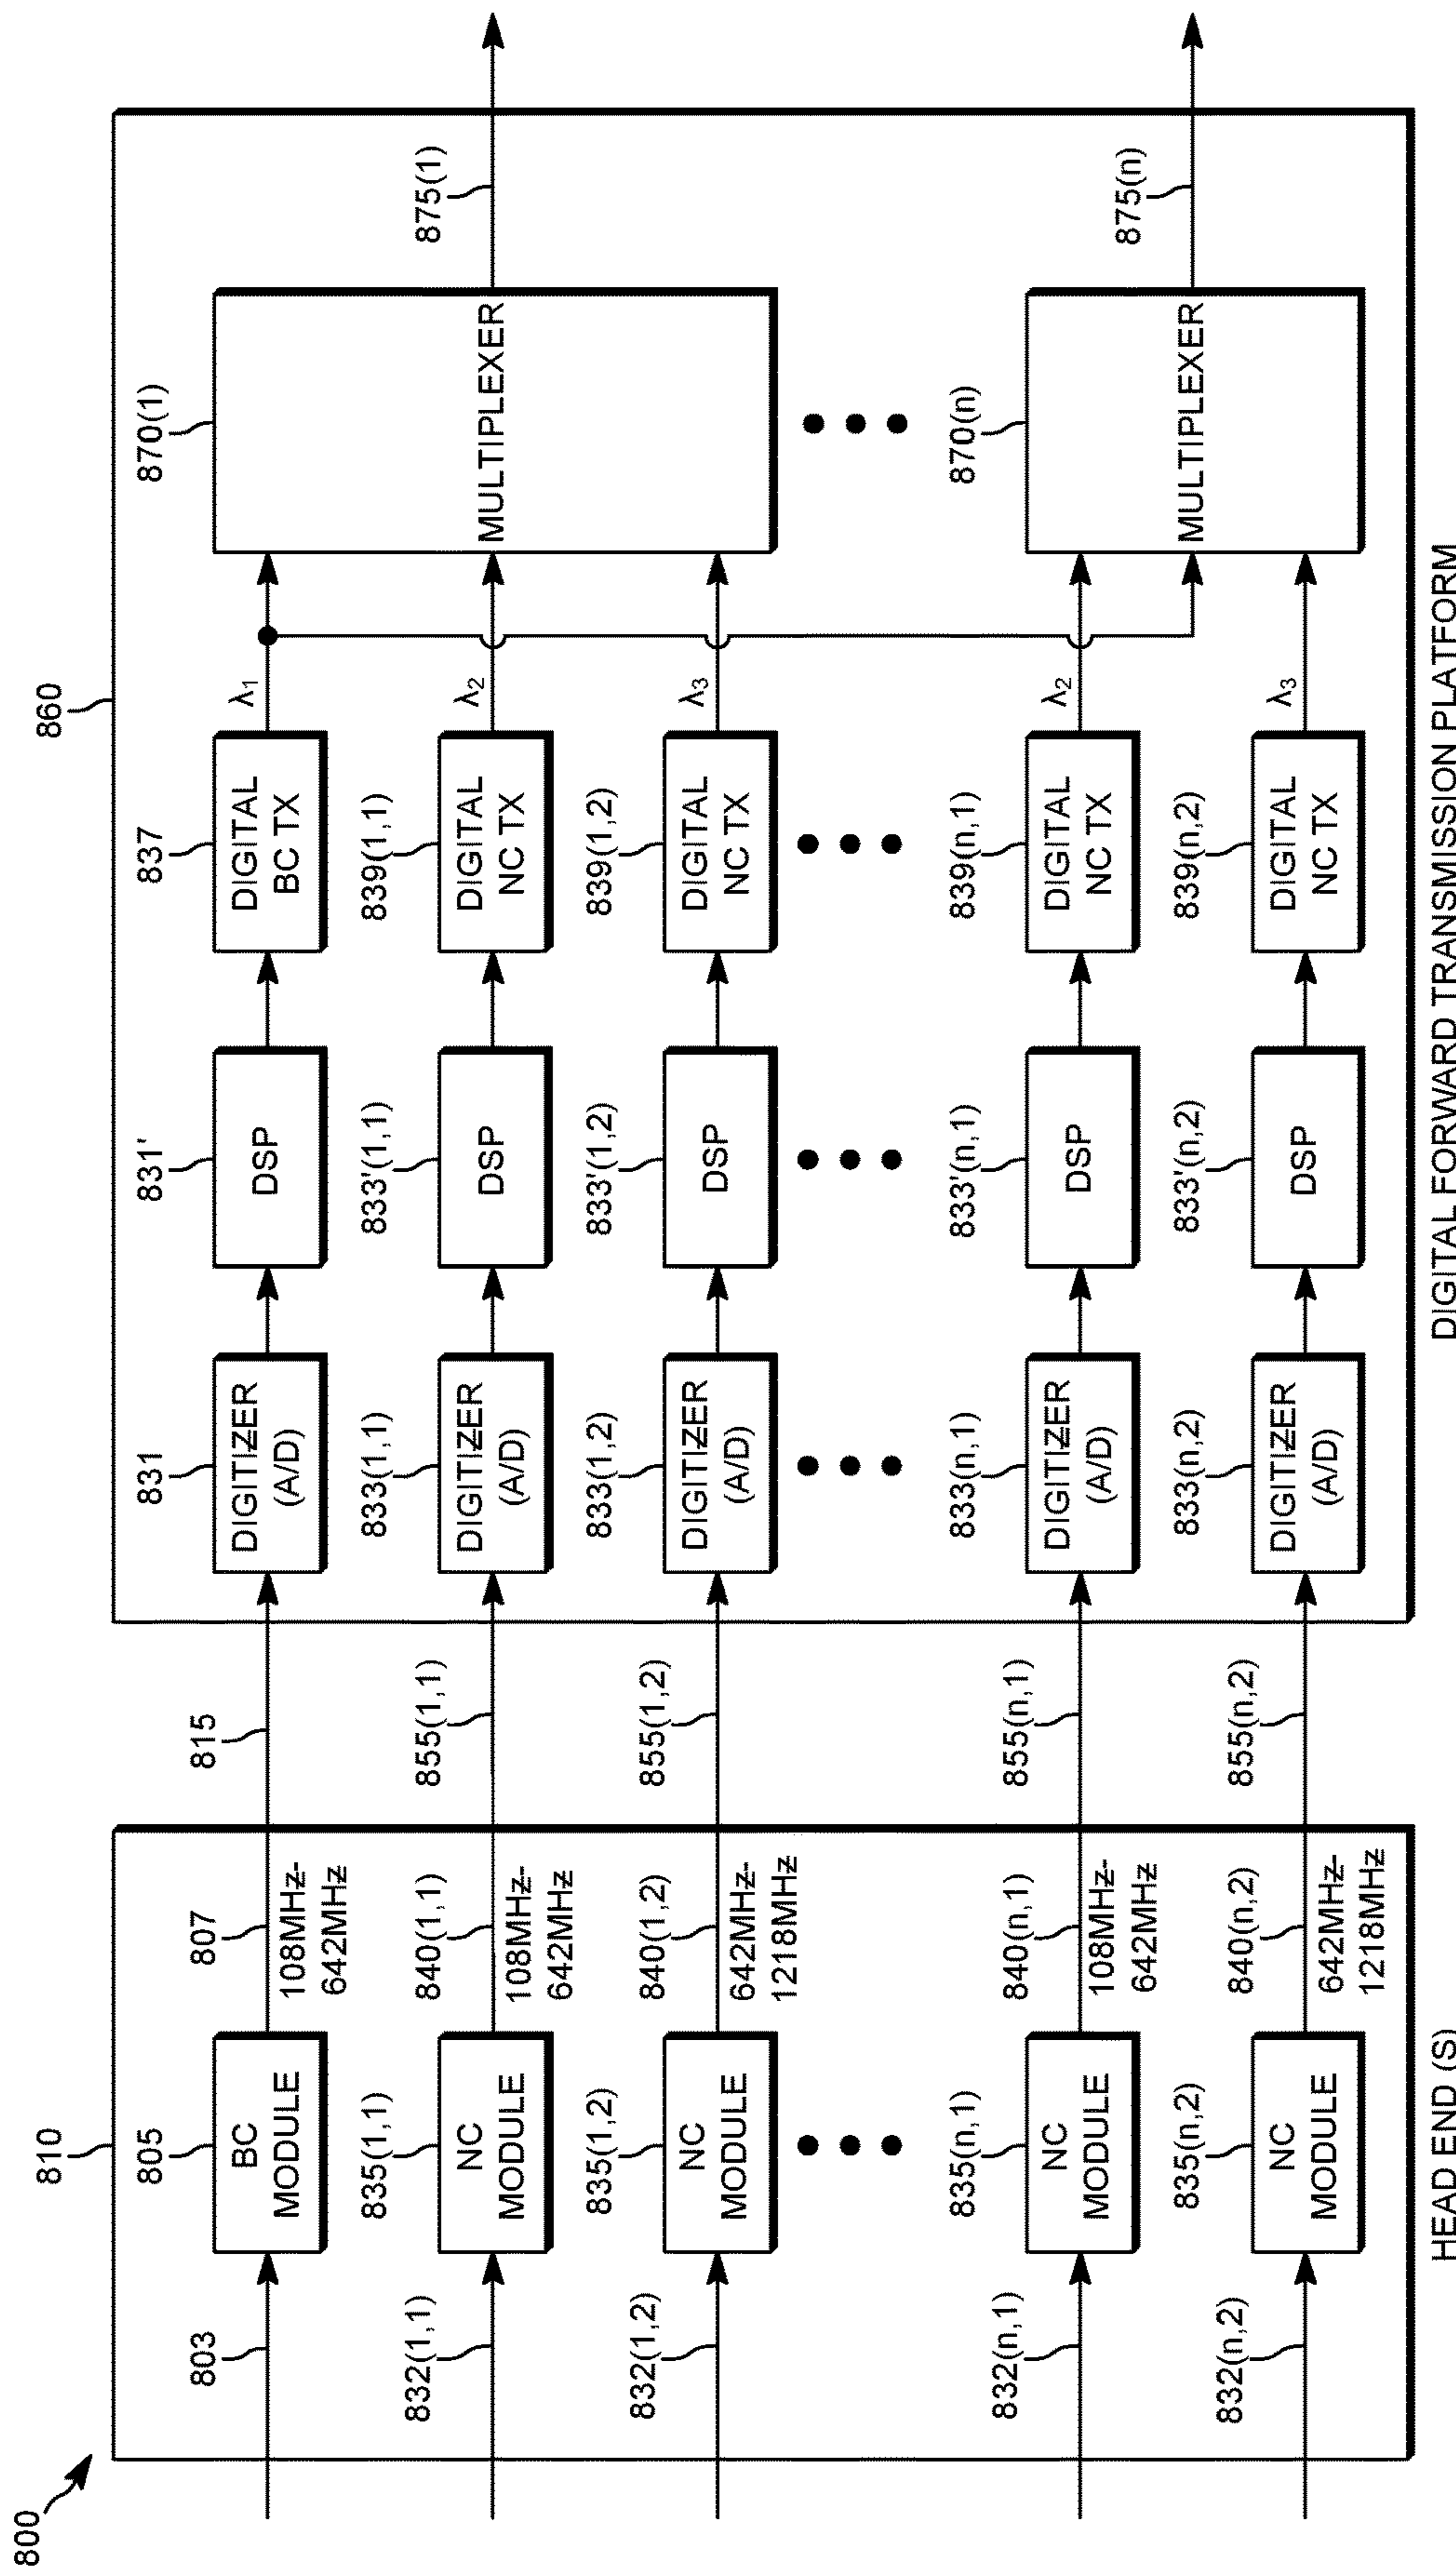 800
810
860
805
807
815
831
831'
837
870(1)
803
BC
MODULE
108MHz-
642MHz
DIGITIZER
(A/D)
DSP
DIGITAL
BC TX
λ1
875(1)
835(1,1)
840(1,1)
855(1,1)
833(1,1)
833'(1,1)
839(1,1)
832(1,1)
NC
MODULE
108MHz-
642MHz
DIGITIZER
(A/D)
DSP
DIGITAL
NC TX
λ2
MULTIPLEXER
835(1,2)
840(1,2)
855(1,2)
833(1,2)
833'(1,2)
839(1,2)
832(1,2)
NC
MODULE
642MHz-
1218MHz
DIGITIZER
(A/D)
DSP
DIGITAL
NC TX
λ3
835(n,1)
840(n,1)
855(n,1)
833(n,1)
833'(n,1)
839(n,1)
870(n)
832(n,1)
NC
MODULE
108MHz-
642MHz
DIGITIZER
(A/D)
DSP
DIGITAL
NC TX
λ2
875(n)
835(n,2)
840(n,2)
855(n,2)
833(n,2)
833'(n,2)
839(n,2)
MULTIPLEXER
832(n,2)
NC
MODULE
642MHz-
1218MHz
DIGITIZER
(A/D)
DSP
DIGITAL
NC TX
λ3
HEAD END (S)
DIGITAL FORWARD TRANSMISSION PLATFORM